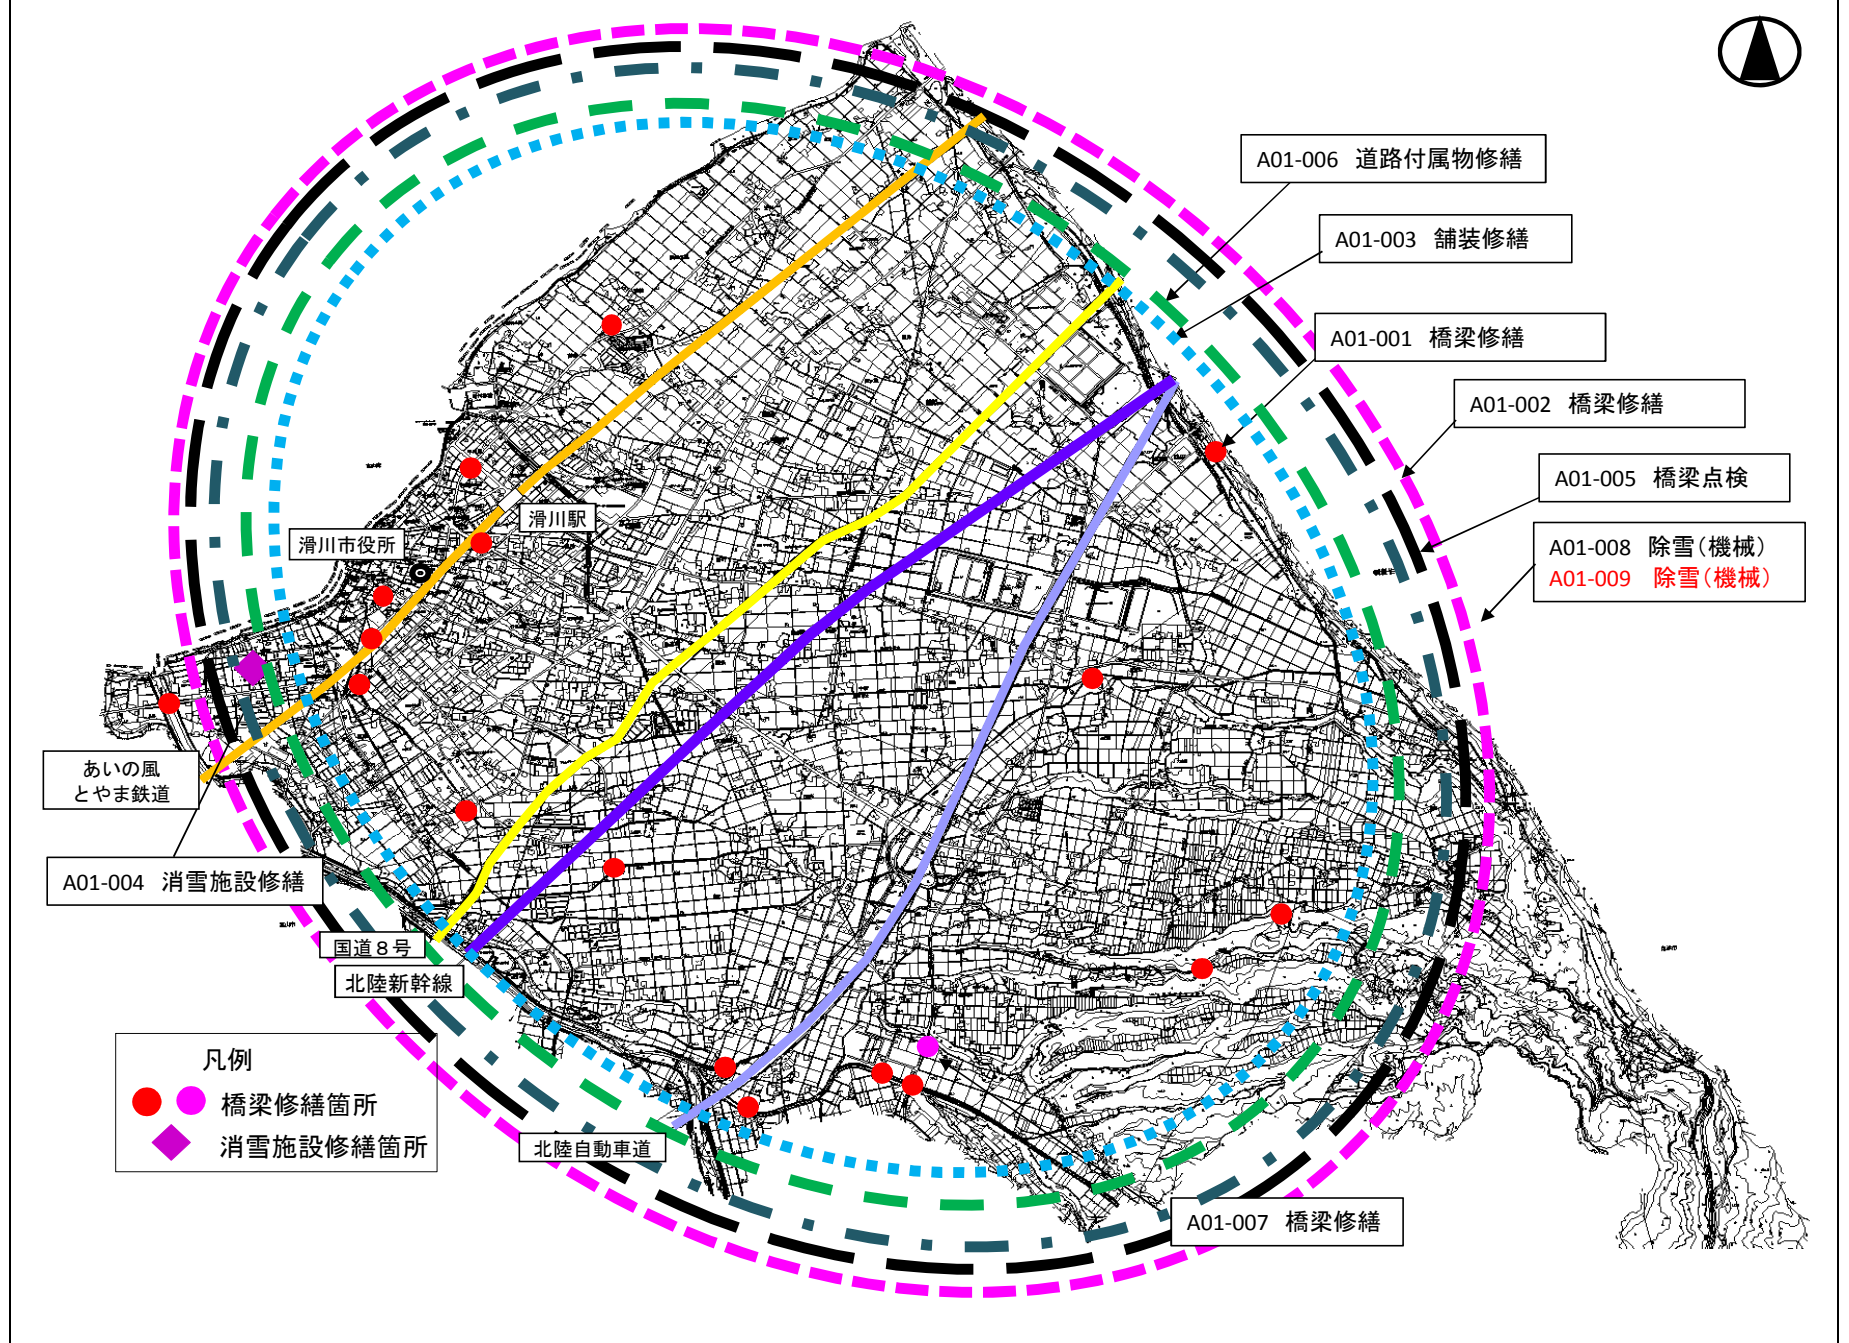 A01-006 道路付属物修繕
A01-003 舗装修繕
A01-001 橋梁修繕
A01-002 橋梁修繕
A01-005 橋梁点検
A01-008 除雪（機械）
A01-009 除雪（機械）
滑川駅
滑川市役所
あいの風
とやま鉄道
A01-004 消雪施設修繕
国道８号
北陸新幹線
凡例
橋梁修繕箇所
消雪施設修繕箇所
北陸自動車道
A01-007 橋梁修繕